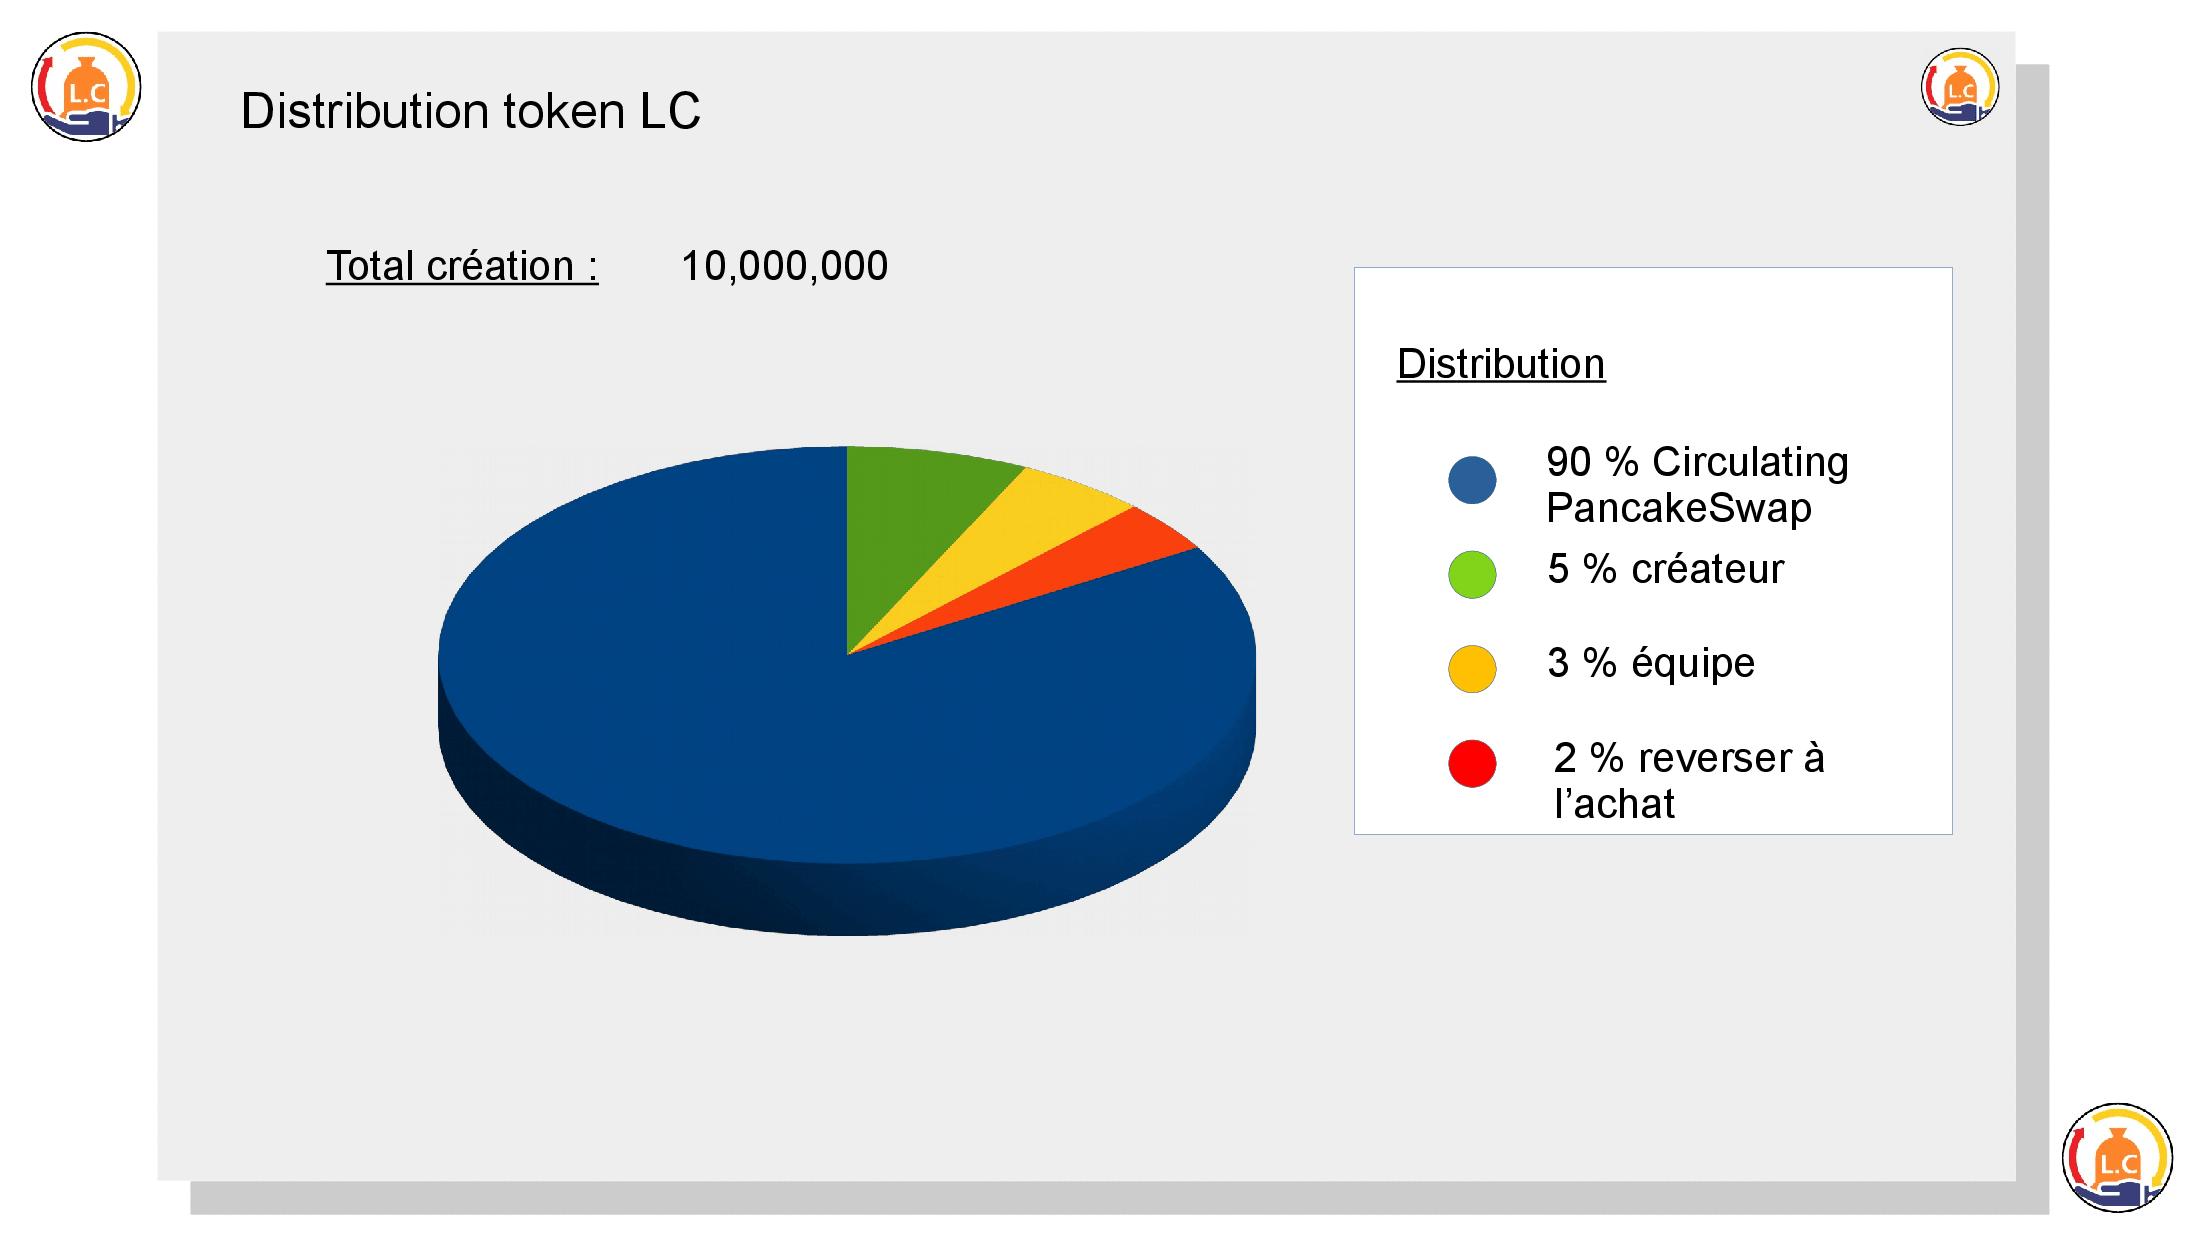 L.C
L.C
Distribution token LC
Total création : 10,000,000
Distribution
90 % Circulating
PancakeSwap
5 % créateur
3 % équipe
2 % reverser à
l’achat
L.C